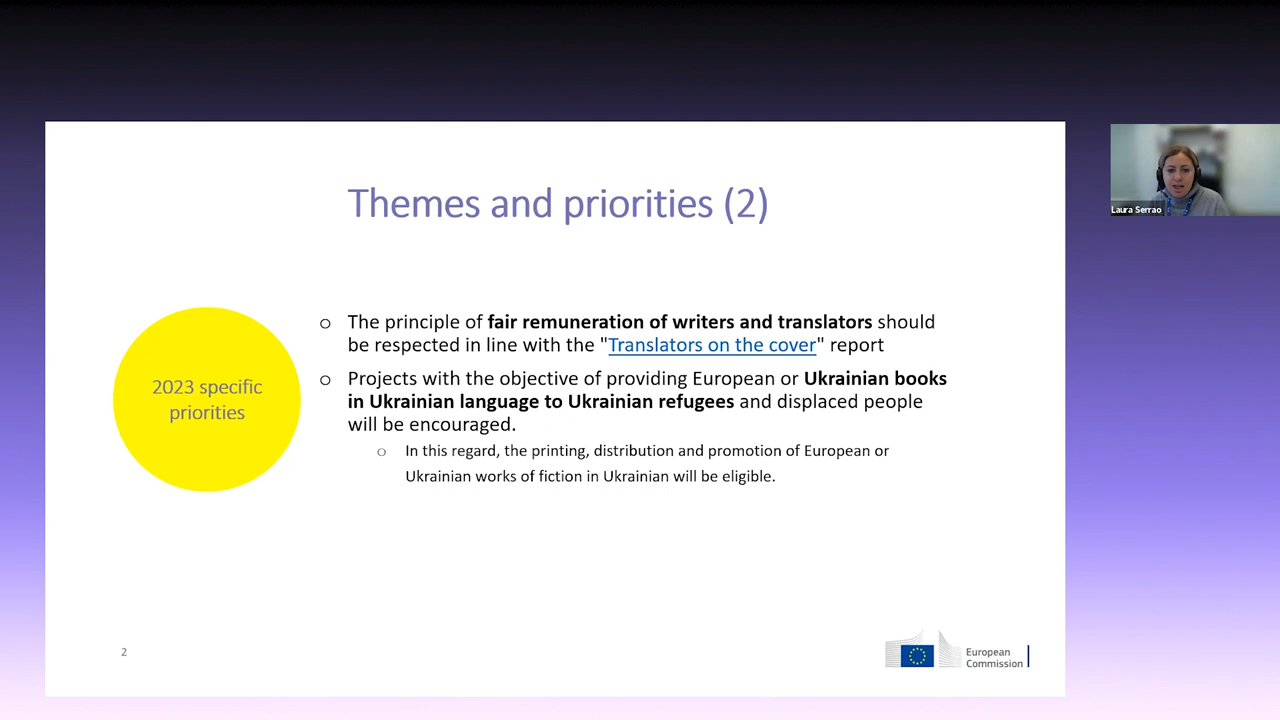 Themes and priorities (2)
Laura Serrao
2023 specific
priorities
o The principle of fair remuneration of writers and translators should
be respected in line with the "Translators on the cover" report
o Projects with the objective of providing European or Ukrainian books
in Ukrainian language to Ukrainian refugees and displaced people
will be encouraged.
o In this regard, the printing, distribution and promotion of European or
Ukrainian works of fiction in Ukrainian will be eligible.
2
European
Commission